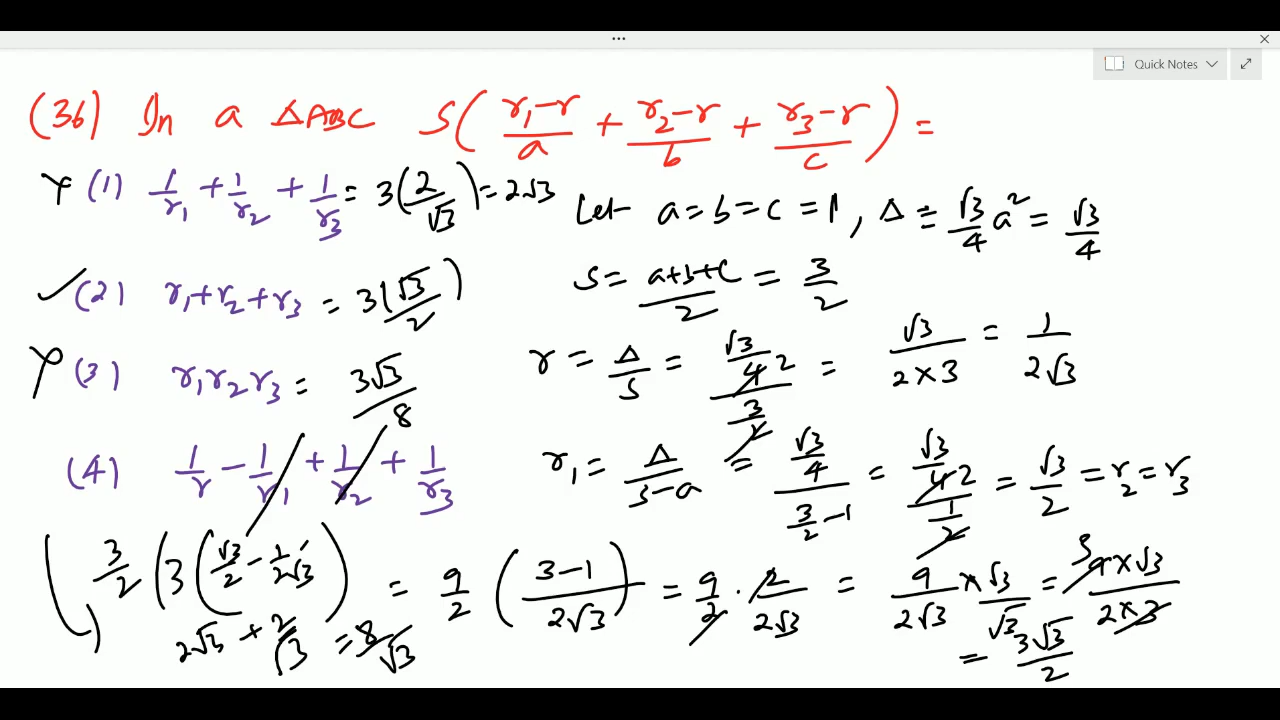 ...
Quick Notes
(36) In a ΔABC S((r₁-r)/a + (r₂-r)/b + (r₃-r)/c) =
(1) 1/r₁ + 1/r₂ + 1/r₃ = 3(2/√3) = 2√3
Let a = b = c = 1, Δ = √3/4 a² = √3/4
S = (a+b+c)/2 = 3/2
✓ (2) r₁+r₂+r₃ = 3(√3/2)
r = Δ/S = (√3/4)/(3/2) = √3/(2×3) = 1/(2√3)
(3) r₁r₂r₃ = 3√3/8
(4) 1/r - 1/r₁ + 1/r₂ + 1/r₃
r₁ = Δ/(S-a) = (√3/4)/(3/2 - 1) = (√3/4)/(1/2) = √3/2 = r₂ = r₃
3/2 (3(√3/2 - 1/(2√3))) = 9/2 ((3-1)/(2√3)) = 9/2 · 2/(2√3) = 9/(2√3) × √3/√3 = (9×√3)/(2×3)
= 3√3/2
2√3 + 2/√3 = 8/√3